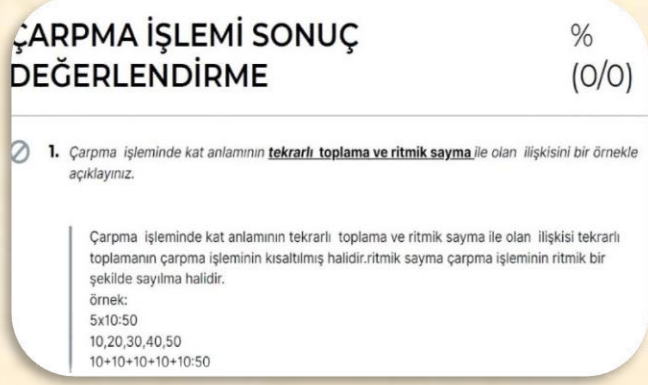 ÇARPMA İŞLEMİ SONUÇ
DEĞERLENDİRME
%
(0/0)
1. Çarpma işleminde kat anlamının tekrarlı toplama ve ritmik sayma ile olan ilişkisini bir örnekle
açıklayınız.
Çarpma işleminde kat anlamının tekrarlı toplama ve ritmik sayma ile olan ilişkisi tekrarlı
toplamanın çarpma işleminin kısaltılmış halidir.ritmik sayma çarpma işleminin ritmik bir
şekilde sayılma halidir.
örnek:
5x10:50
10,20,30,40,50
10+10+10+10+10:50